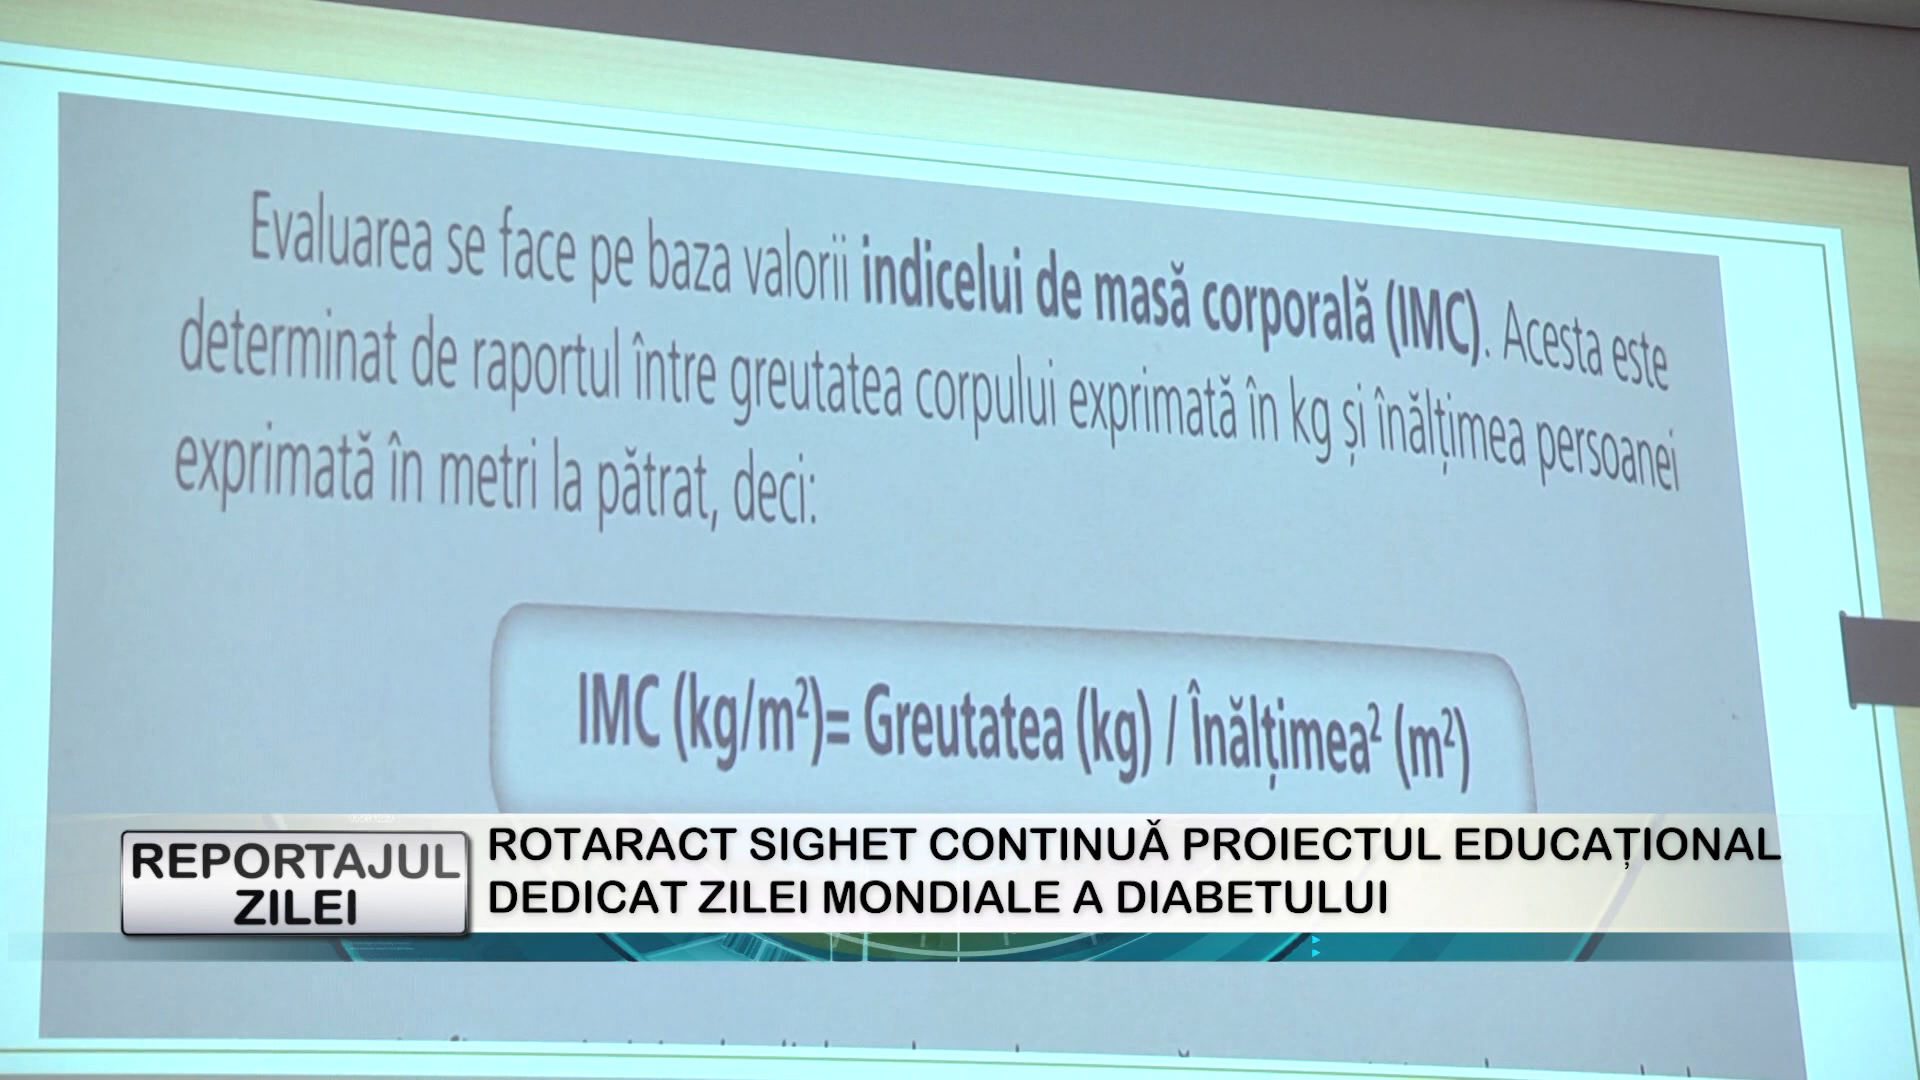 Evaluarea se face pe baza valorii indicelui de masă corporală (IMC). Acesta este
determinat de raportul între greutatea corpului exprimată în kg și înălțimea persoanei
exprimată în metri la pătrat, deci:
IMC (kg/m²)= Greutatea (kg) / Înălțimea² (m²)
REPORTAJUL
ZILEI
ROTARACT SIGHET CONTINUĂ PROIECTUL EDUCAȚIONAL
DEDICAT ZILEI MONDIALE A DIABETULUI